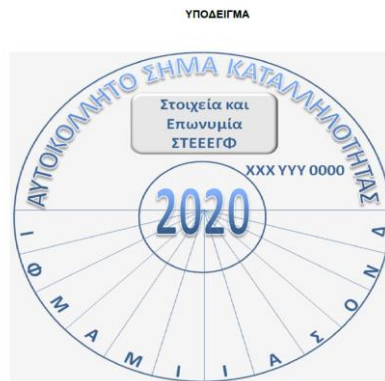 ΥΠΟΔΕΙΓΜΑ
ΑΥΤΟΚΟΛΛΗΤΟ ΣΗΜΑ ΚΑΤΑΛΛΗΛΟΤΗΤΑΣ
Στοιχεία και
Επωνυμία
ΣΤΕΕΕΓΦ
XXX YYY 0000
2020
Ι Φ Μ Α Μ Ι Ι Α Σ Ο Ν Δ